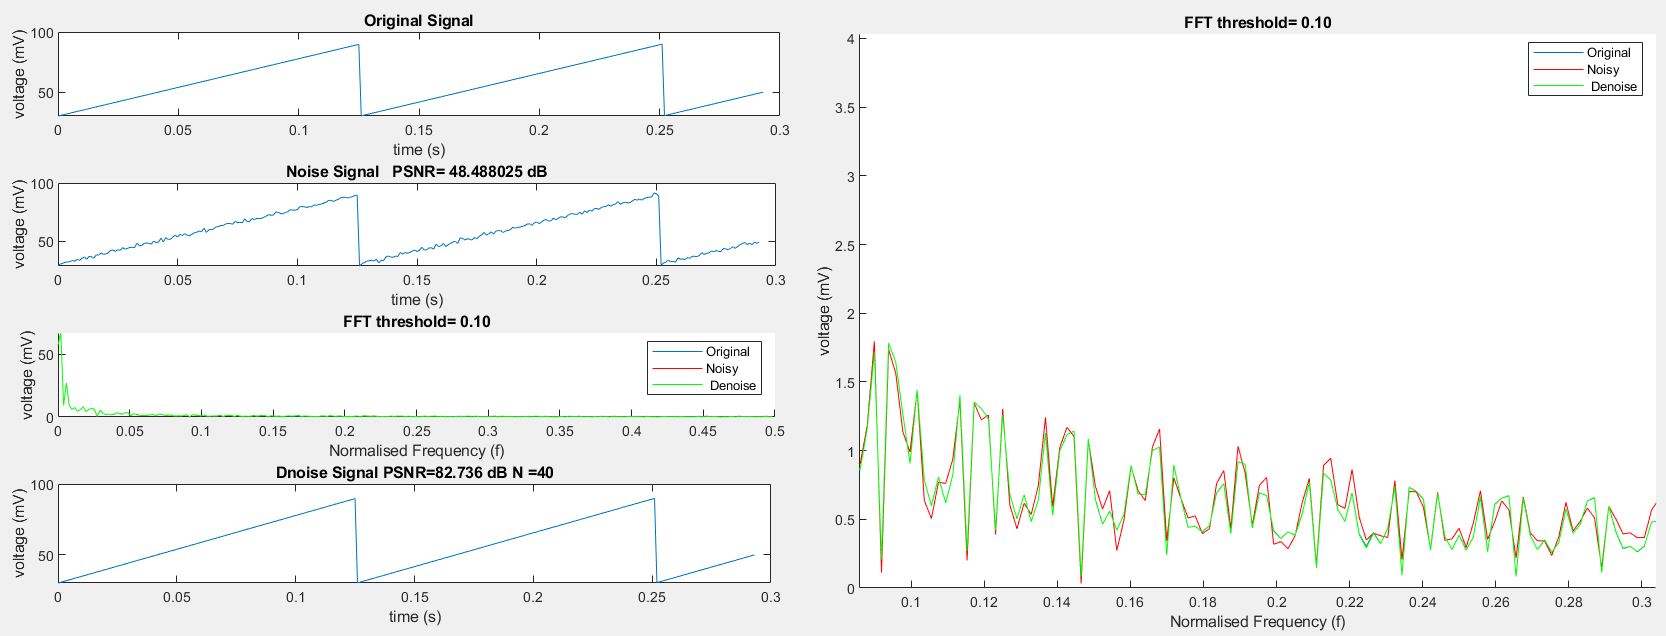 Original Signal
100
50
voltage (mV)
0 0.05 0.1 0.15 0.2 0.25 0.3
time (s)
Noise Signal PSNR= 48.488025 dB
100
50
voltage (mV)
0 0.05 0.1 0.15 0.2 0.25 0.3
time (s)
FFT threshold= 0.10
50
0
voltage (mV)
Original
Noisy
Denoise
0 0.05 0.1 0.15 0.2 0.25 0.3 0.35 0.4 0.45 0.5
Normalised Frequency (f)
Dnoise Signal PSNR=82.736 dB N =40
100
50
voltage (mV)
0 0.05 0.1 0.15 0.2 0.25 0.3
time (s)
FFT threshold= 0.10
4
3.5
3
2.5
2
1.5
1
0.5
0
voltage (mV)
Original
Noisy
Denoise
0.1 0.12 0.14 0.16 0.18 0.2 0.22 0.24 0.26 0.28 0.3
Normalised Frequency (f)